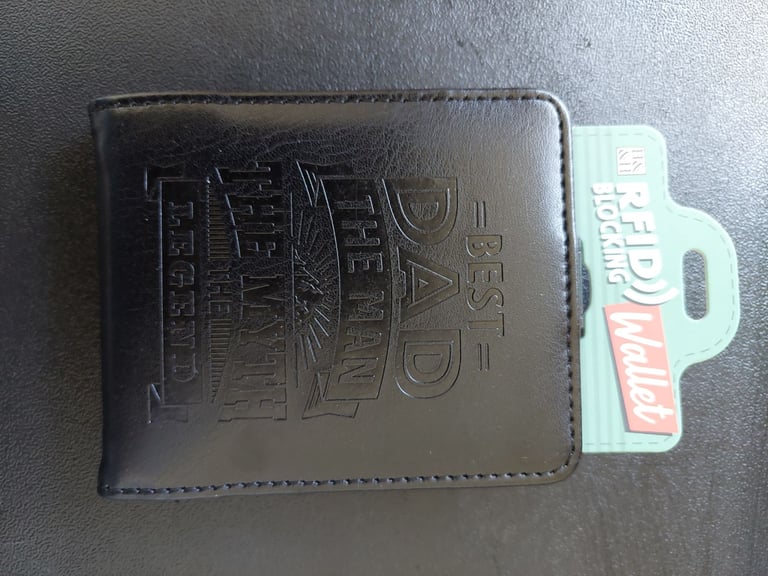 RFID
BLOCKING
Wallet
= BEST =
DAD
THE MAN
THE MYTH
THE
LEGEND